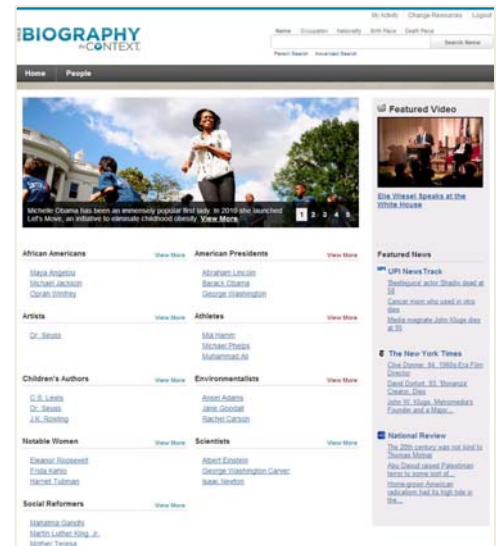 My Activity Change Resources Logout
BIOGRAPHY
IN CONTEXT
Name Occupation Nationality Birth Place Death Place
Search Name
Person Search Advanced Search
Home People
Michelle Obama has been an immensely popular first lady. In 2010 she launched
Let's Move, an initiative to eliminate childhood obesity. View More
1 2 3 4 5
Featured Video
Elie Wiesel Speaks at the
White House
African Americans View More
Maya Angelou
Michael Jackson
Oprah Winfrey
American Presidents View More
Abraham Lincoln
Barack Obama
George Washington
Artists View More
Dr. Seuss
Athletes View More
Mia Hamm
Michael Phelps
Muhammad Ali
Children's Authors View More
C.S. Lewis
Dr. Seuss
J.K. Rowling
Environmentalists View More
Ansel Adams
Jane Goodall
Rachel Carson
Notable Women View More
Eleanor Roosevelt
Frida Kahlo
Harriet Tubman
Scientists View More
Albert Einstein
George Washington Carver
Isaac Newton
Social Reformers View More
Mahatma Gandhi
Martin Luther King, Jr.
Mother Teresa
Featured News
UPI NewsTrack
'Beetlejuice' actor Shadix dead at
58
Cancer mom who used in vitro
dies
Media magnate John Kluge dies
at 95
The New York Times
Clive Donner, 84, 1960s-Era Film
Director
David Dortort, 93, 'Bonanza'
Creator, Dies
John W. Kluge, Metromedia's
Founder and a Major...
National Review
The 20th century was not kind to
Thomas Molnar
Abu Daoud raised Palestinian
terror to some sort of...
Home-grown American
radicalism had its high tide in
the...